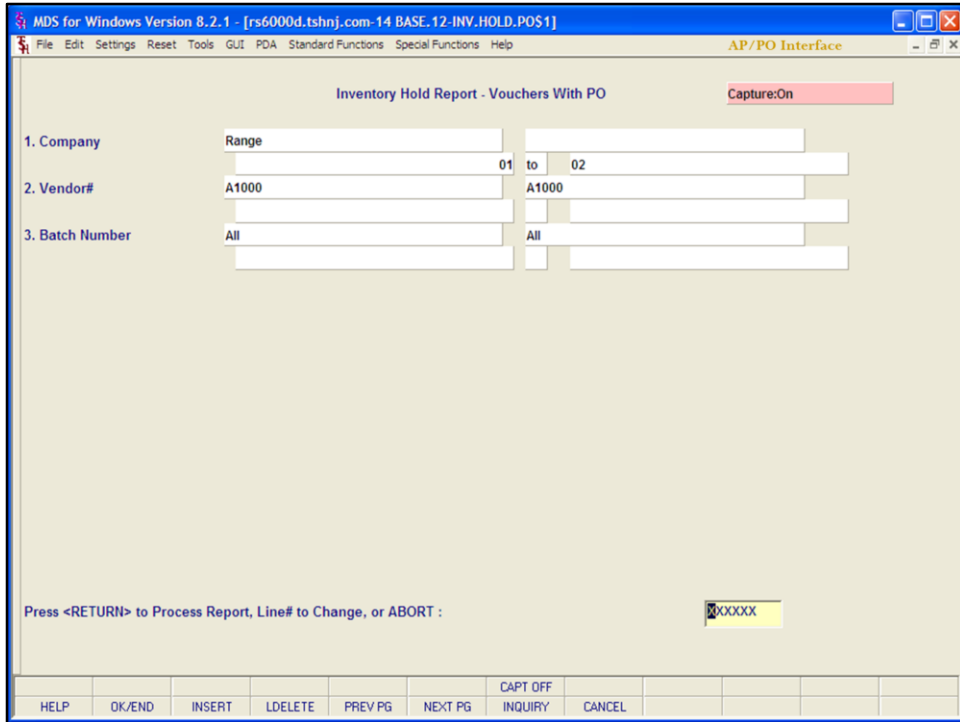 MDS for Windows Version 8.2.1 - [rs6000d.tshnj.com-14 BASE.12-INV.HOLD.PO$1]
File Edit Settings Reset Tools GUI PDA Standard Functions Special Functions Help AP/PO Interface
Inventory Hold Report - Vouchers With PO Capture:On
1. Company Range
01 to 02
2. Vendor# A1000 A1000
3. Batch Number All All
Press <RETURN> to Process Report, Line# to Change, or ABORT : XXXXXX
CAPT OFF
HELP OK/END INSERT LDELETE PREV PG NEXT PG INQUIRY CANCEL